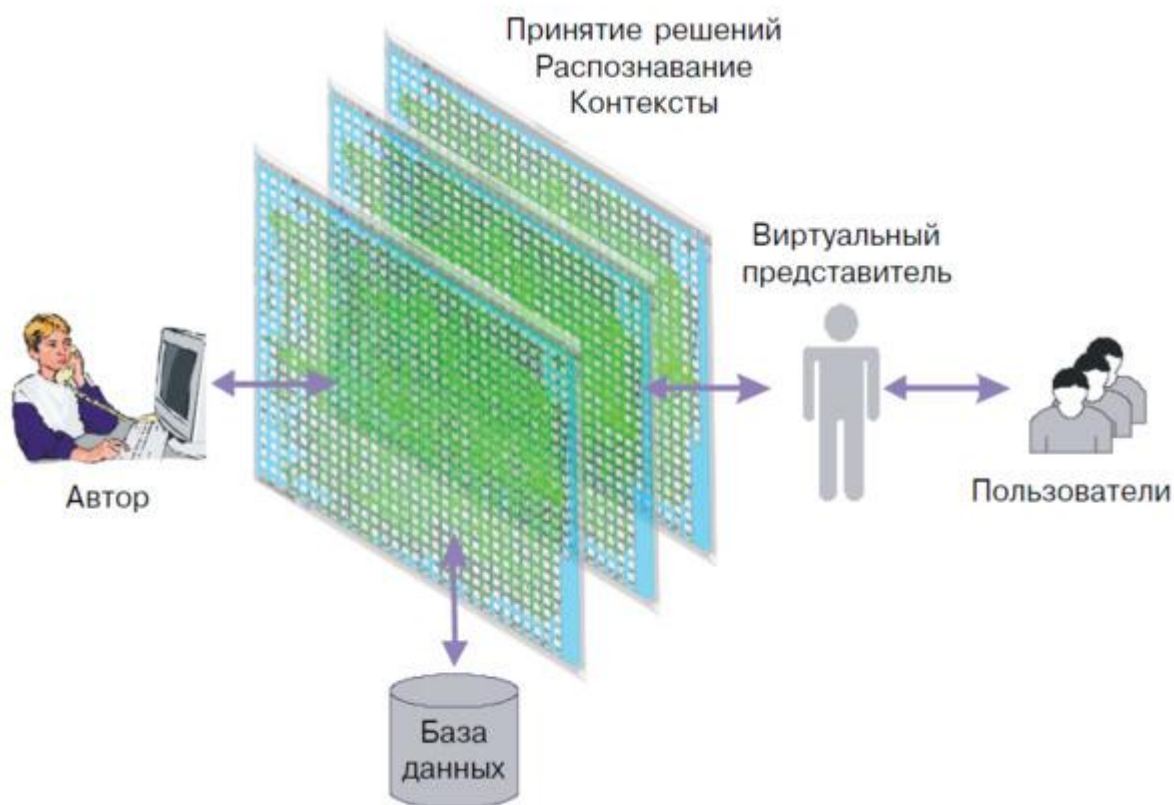 Принятие решений
Распознавание
Контексты
Виртуальный
представитель
Автор
Пользователи
База
данных